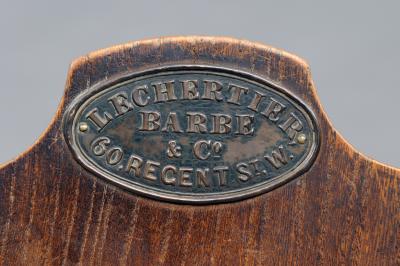 LECHERTIER
BARBE
& Co
60, REGENT ST. W.